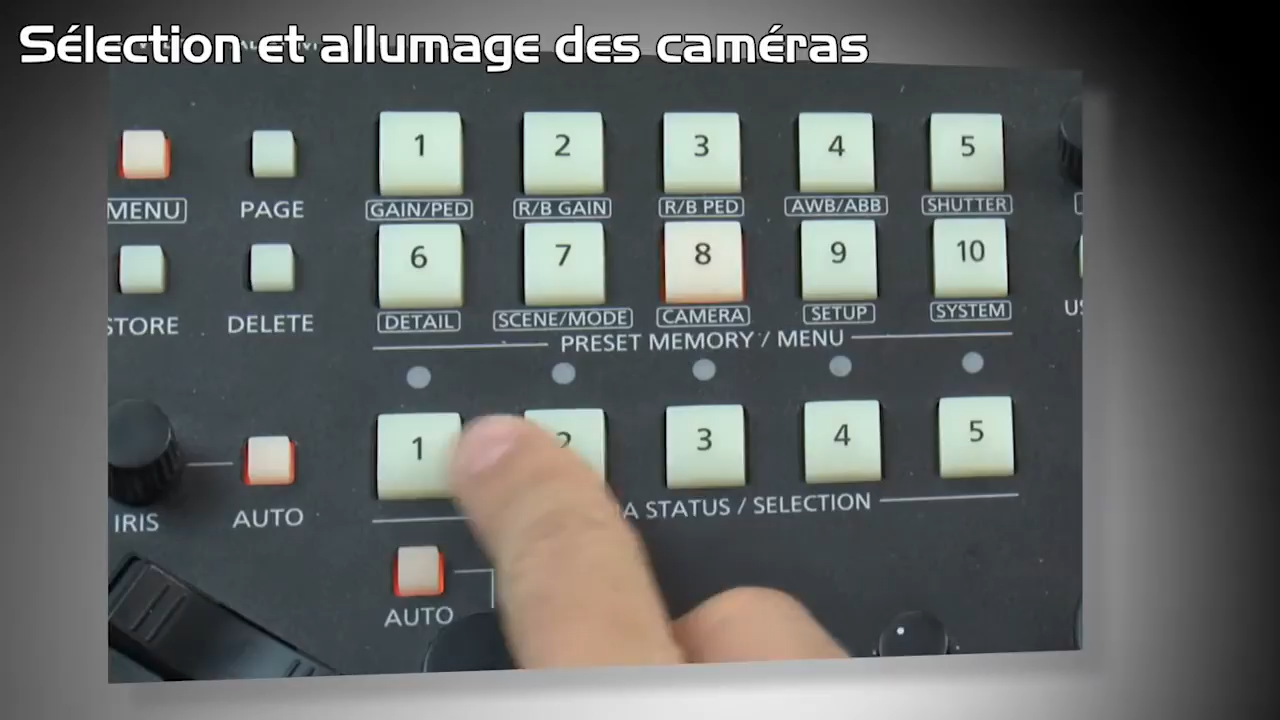 Sélection et allumage des caméras
1 2 3 4 5
MENU PAGE GAIN/PED R/B GAIN R/B PED AWB/ABB SHUTTER
6 7 8 9 10
DELETE DETAIL SCENE/MODE CAMERA SETUP SYSTEM
PRESET MEMORY / MENU
1 2 3 4 5
IRIS AUTO STATUS / SELECTION
AUTO